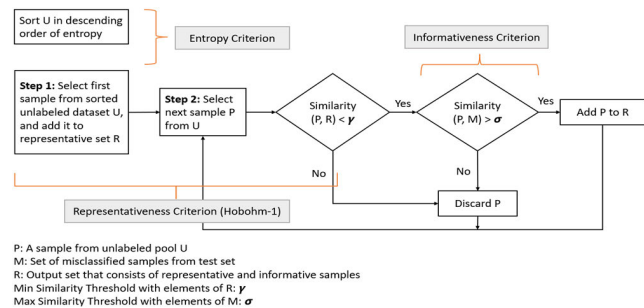 Sort U in descending
order of entropy
Entropy Criterion
Informativeness Criterion
Step 1: Select first
sample from sorted
unlabeled dataset U,
and add it to
representative set R
Step 2: Select
next sample P
from U
Similarity
(P, R) < γ
Yes
Similarity
(P, M) > σ
Yes
Add P to R
No
No
Discard P
Representativeness Criterion (Hobohm-1)
P: A sample from unlabeled pool U
M: Set of misclassified samples from test set
R: Output set that consists of representative and informative samples
Min Similarity Threshold with elements of R: γ
Max Similarity Threshold with elements of M: σ